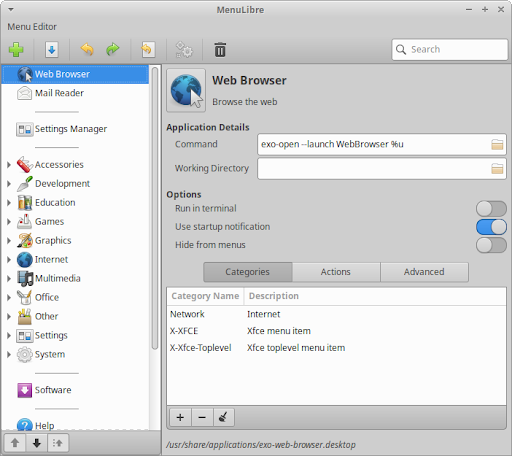 MenuLibre
Menu Editor
Search
Web Browser
Mail Reader
Settings Manager
Accessories
Development
Education
Games
Graphics
Internet
Multimedia
Office
Other
Settings
System
Software
Help
Web Browser
Browse the web
Application Details
Command exo-open --launch WebBrowser %u
Working Directory
Options
Run in terminal
Use startup notification
Hide from menus
Categories Actions Advanced
Category Name Description
Network Internet
X-XFCE Xfce menu item
X-Xfce-Toplevel Xfce toplevel menu item
/usr/share/applications/exo-web-browser.desktop